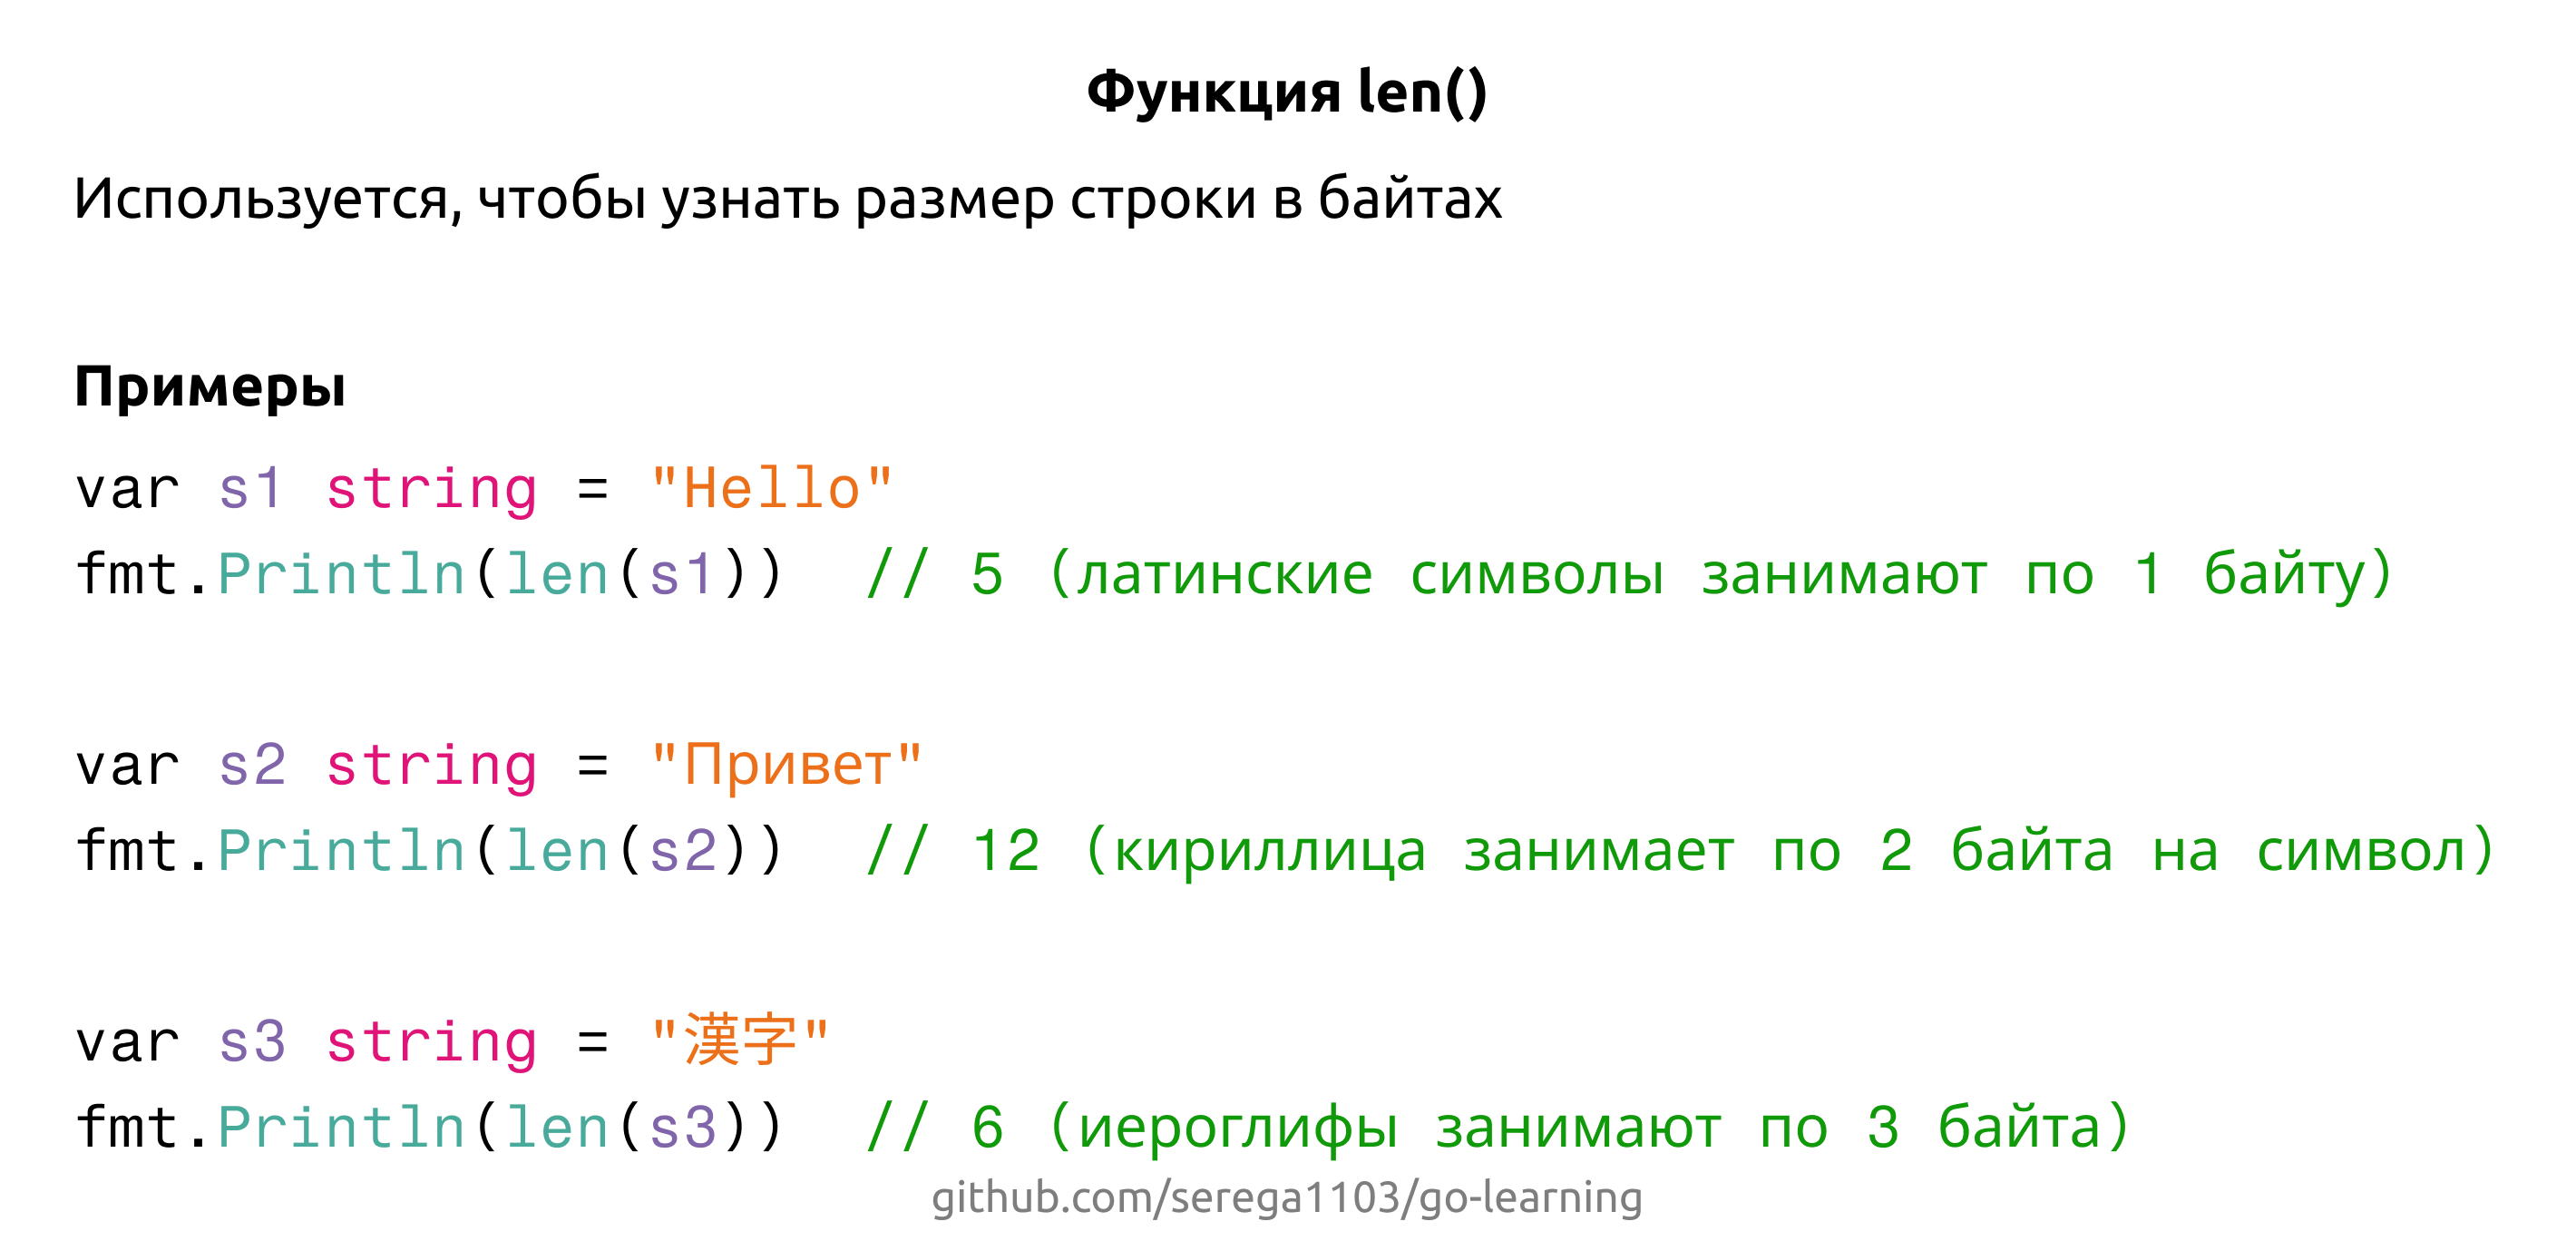 Функция len()
Используется, чтобы узнать размер строки в байтах
Примеры
var s1 string = "Hello"
fmt.Println(len(s1))  // 5 (латинские символы занимают по 1 байту)
var s2 string = "Привет"
fmt.Println(len(s2))  // 12 (кириллица занимает по 2 байта на символ)
var s3 string = "漢字"
fmt.Println(len(s3))  // 6 (иероглифы занимают по 3 байта)
github.com/serega1103/go-learning